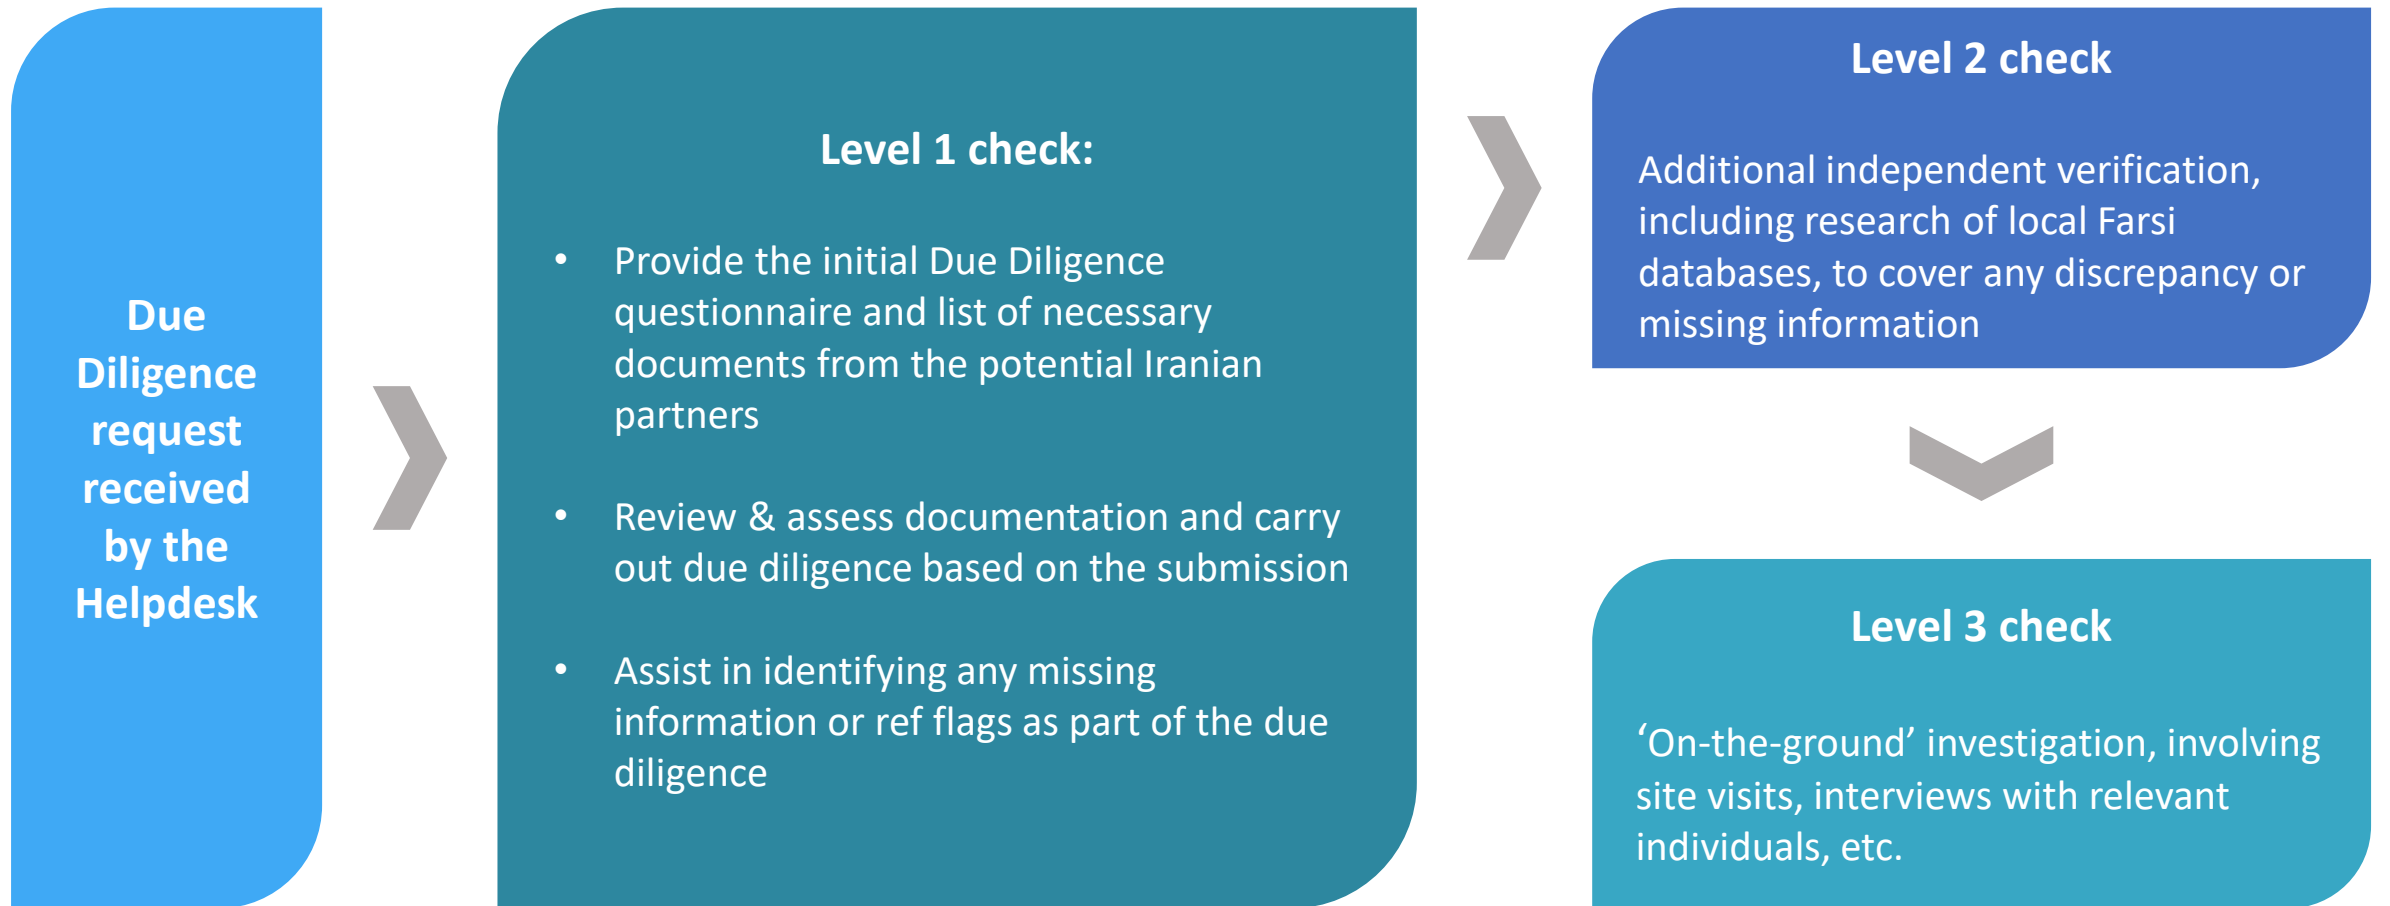 Due
Diligence
request
received
by the
Helpdesk
Level 1 check:
• Provide the initial Due Diligence
questionnaire and list of necessary
documents from the potential Iranian
partners
• Review & assess documentation and carry
out due diligence based on the submission
• Assist in identifying any missing
information or ref flags as part of the due
diligence
Level 2 check
Additional independent verification,
including research of local Farsi
databases, to cover any discrepancy or
missing information
Level 3 check
‘On-the-ground’ investigation, involving
site visits, interviews with relevant
individuals, etc.